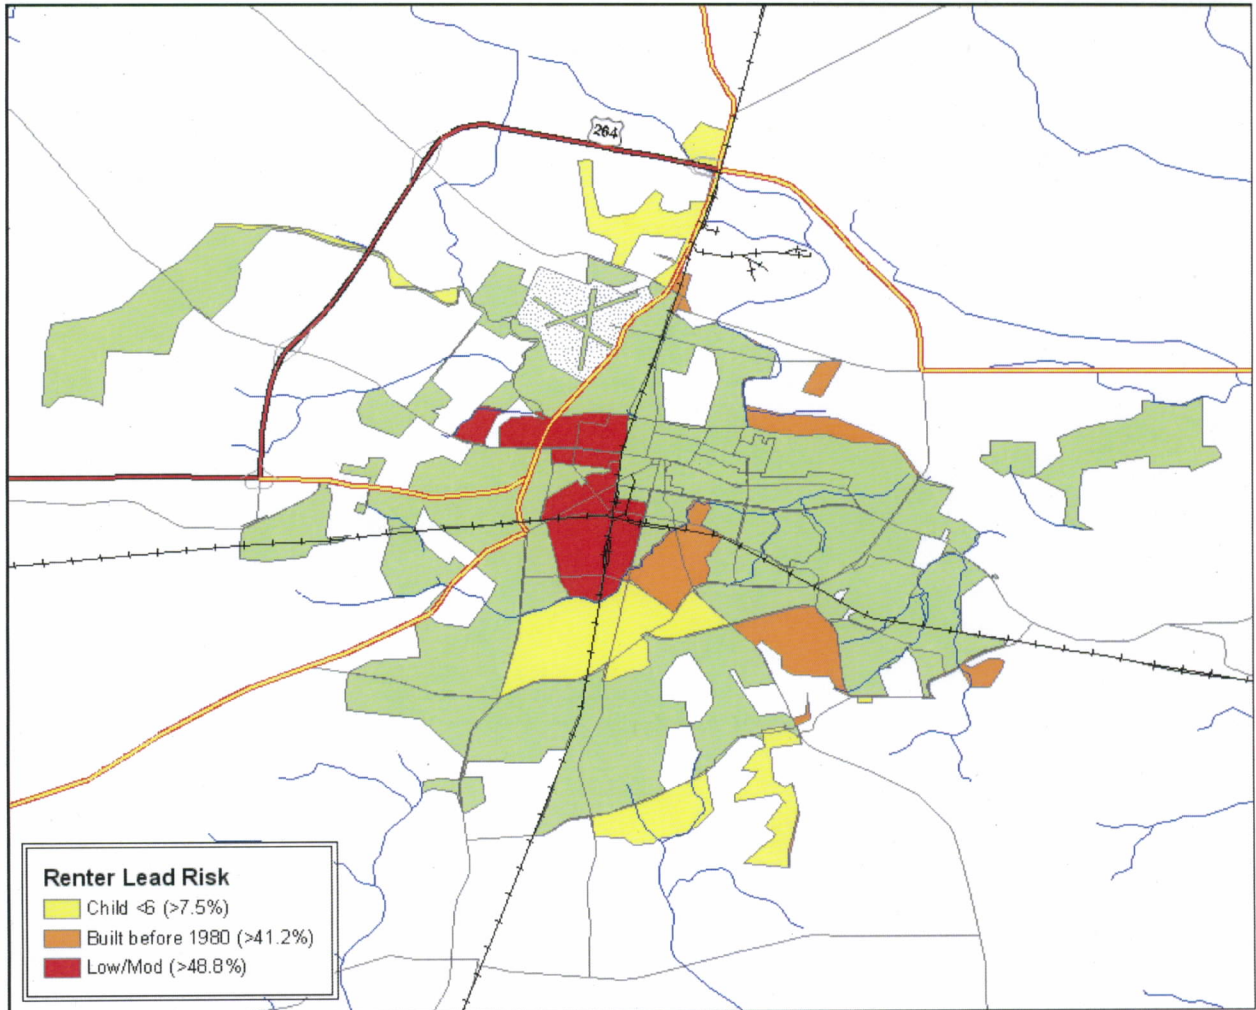 264
Renter Lead Risk
Child <6 (>7.5%)
Built before 1980 (>41.2%)
Low/Mod (>48.8%)